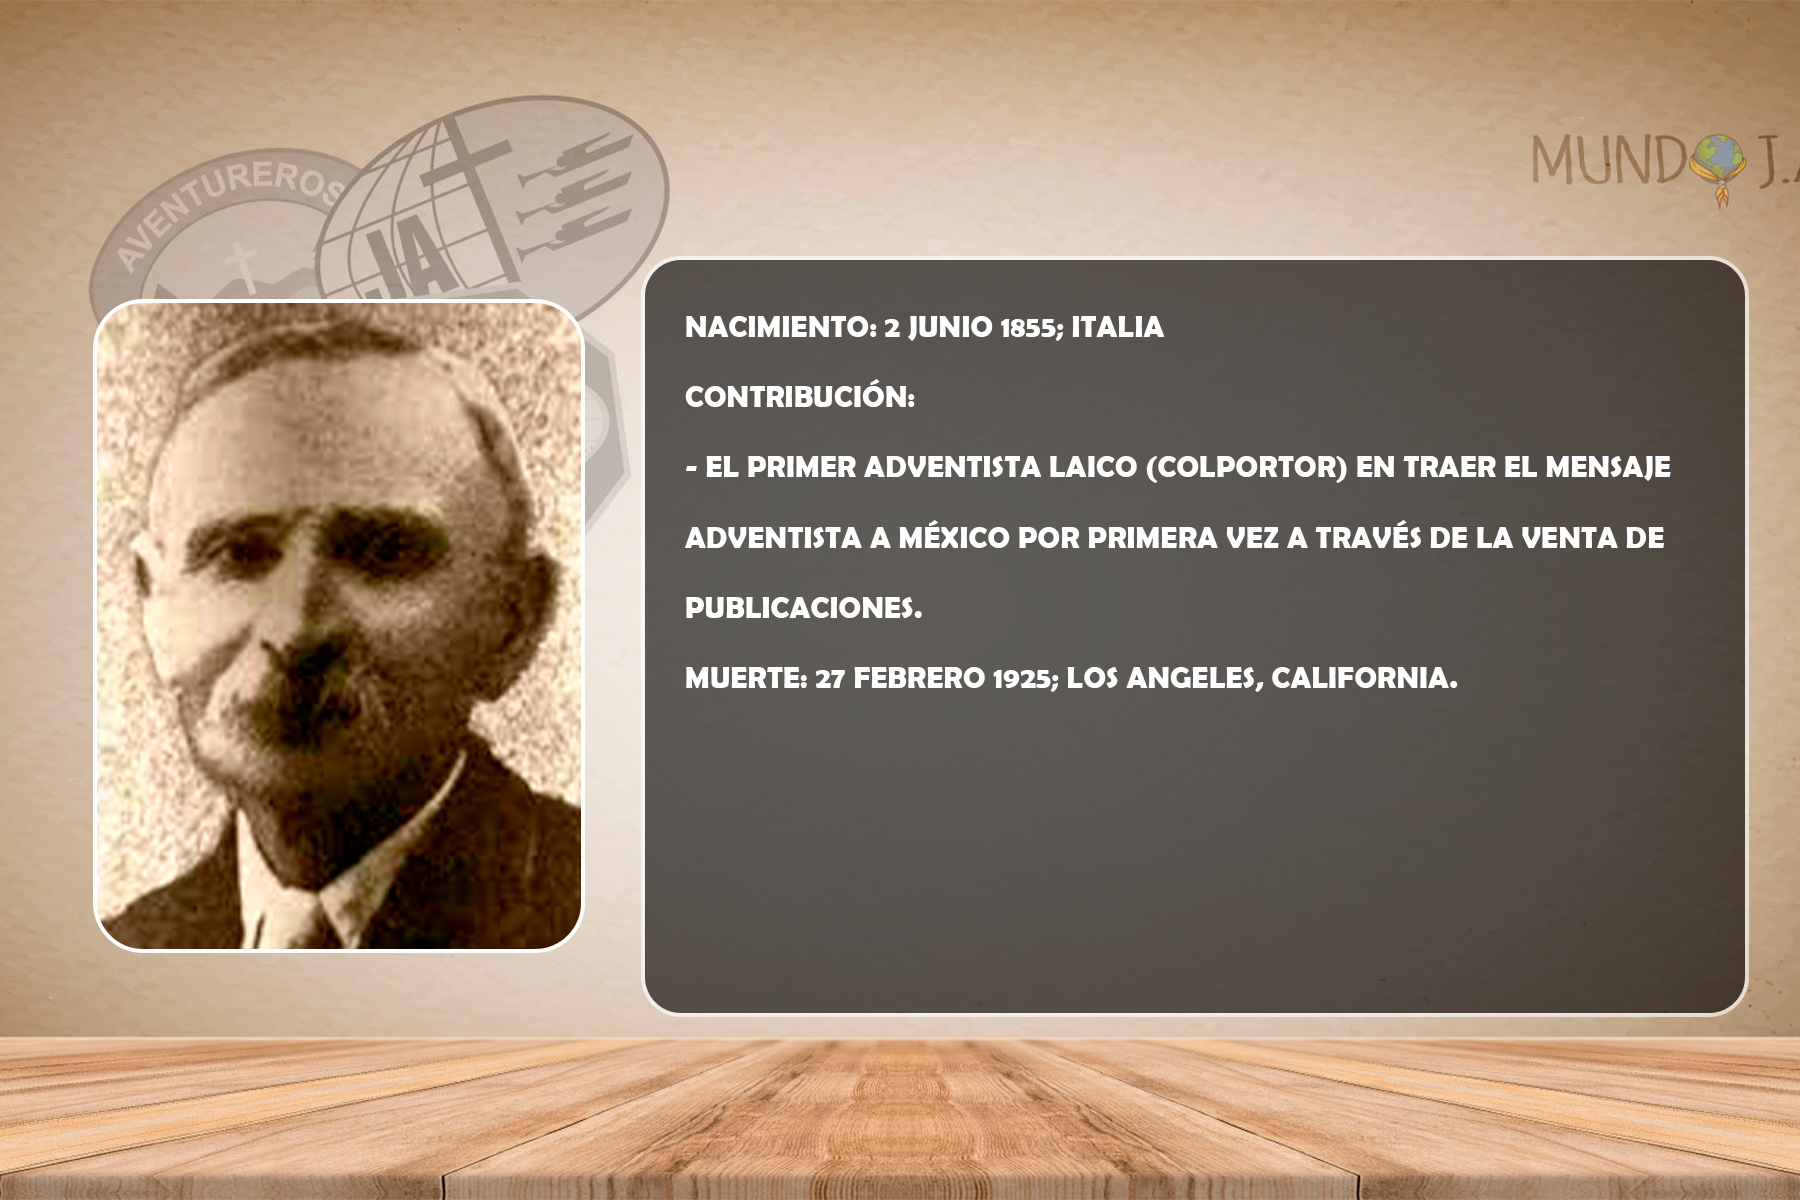 AVENTUREROS
JA
MUNDO J.A
NACIMIENTO: 2 JUNIO 1855; ITALIA
CONTRIBUCIÓN:
- EL PRIMER ADVENTISTA LAICO (COLPORTOR) EN TRAER EL MENSAJE
ADVENTISTA A MÉXICO POR PRIMERA VEZ A TRAVÉS DE LA VENTA DE
PUBLICACIONES.
MUERTE: 27 FEBRERO 1925; LOS ANGELES, CALIFORNIA.